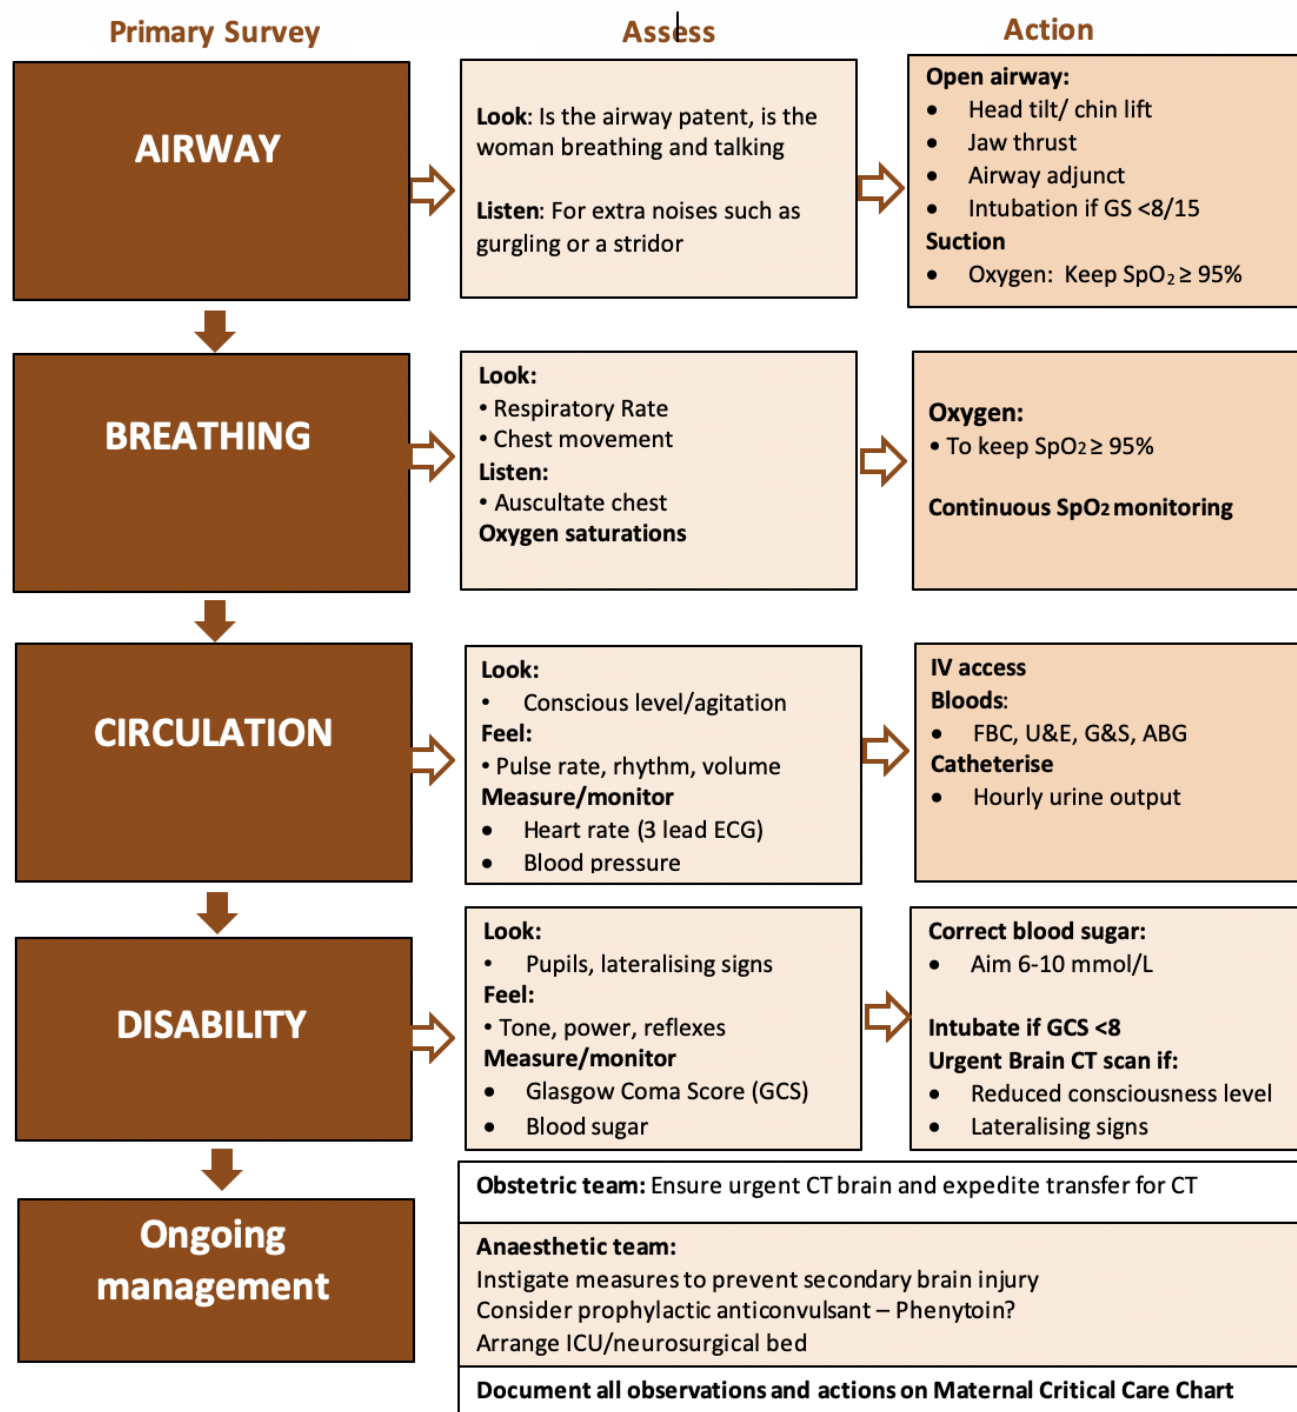 Primary Survey
Assess
Action
AIRWAY
Look: Is the airway patent, is the
woman breathing and talking
Listen: For extra noises such as
gurgling or a stridor
Open airway:
• Head tilt/ chin lift
• Jaw thrust
• Airway adjunct
• Intubation if GS <8/15
Suction
• Oxygen: Keep SpO₂ ≥ 95%
BREATHING
Look:
• Respiratory Rate
• Chest movement
Listen:
• Auscultate chest
Oxygen saturations
Oxygen:
• To keep SpO2 ≥ 95%
Continuous SpO2 monitoring
CIRCULATION
Look:
• Conscious level/agitation
Feel:
• Pulse rate, rhythm, volume
Measure/monitor
• Heart rate (3 lead ECG)
• Blood pressure
IV access
Bloods:
• FBC, U&E, G&S, ABG
Catheterise
• Hourly urine output
DISABILITY
Look:
• Pupils, lateralising signs
Feel:
• Tone, power, reflexes
Measure/monitor
• Glasgow Coma Score (GCS)
• Blood sugar
Correct blood sugar:
• Aim 6-10 mmol/L
Intubate if GCS <8
Urgent Brain CT scan if:
• Reduced consciousness level
• Lateralising signs
Ongoing
management
Obstetric team: Ensure urgent CT brain and expedite transfer for CT
Anaesthetic team:
Instigate measures to prevent secondary brain injury
Consider prophylactic anticonvulsant – Phenytoin?
Arrange ICU/neurosurgical bed
Document all observations and actions on Maternal Critical Care Chart